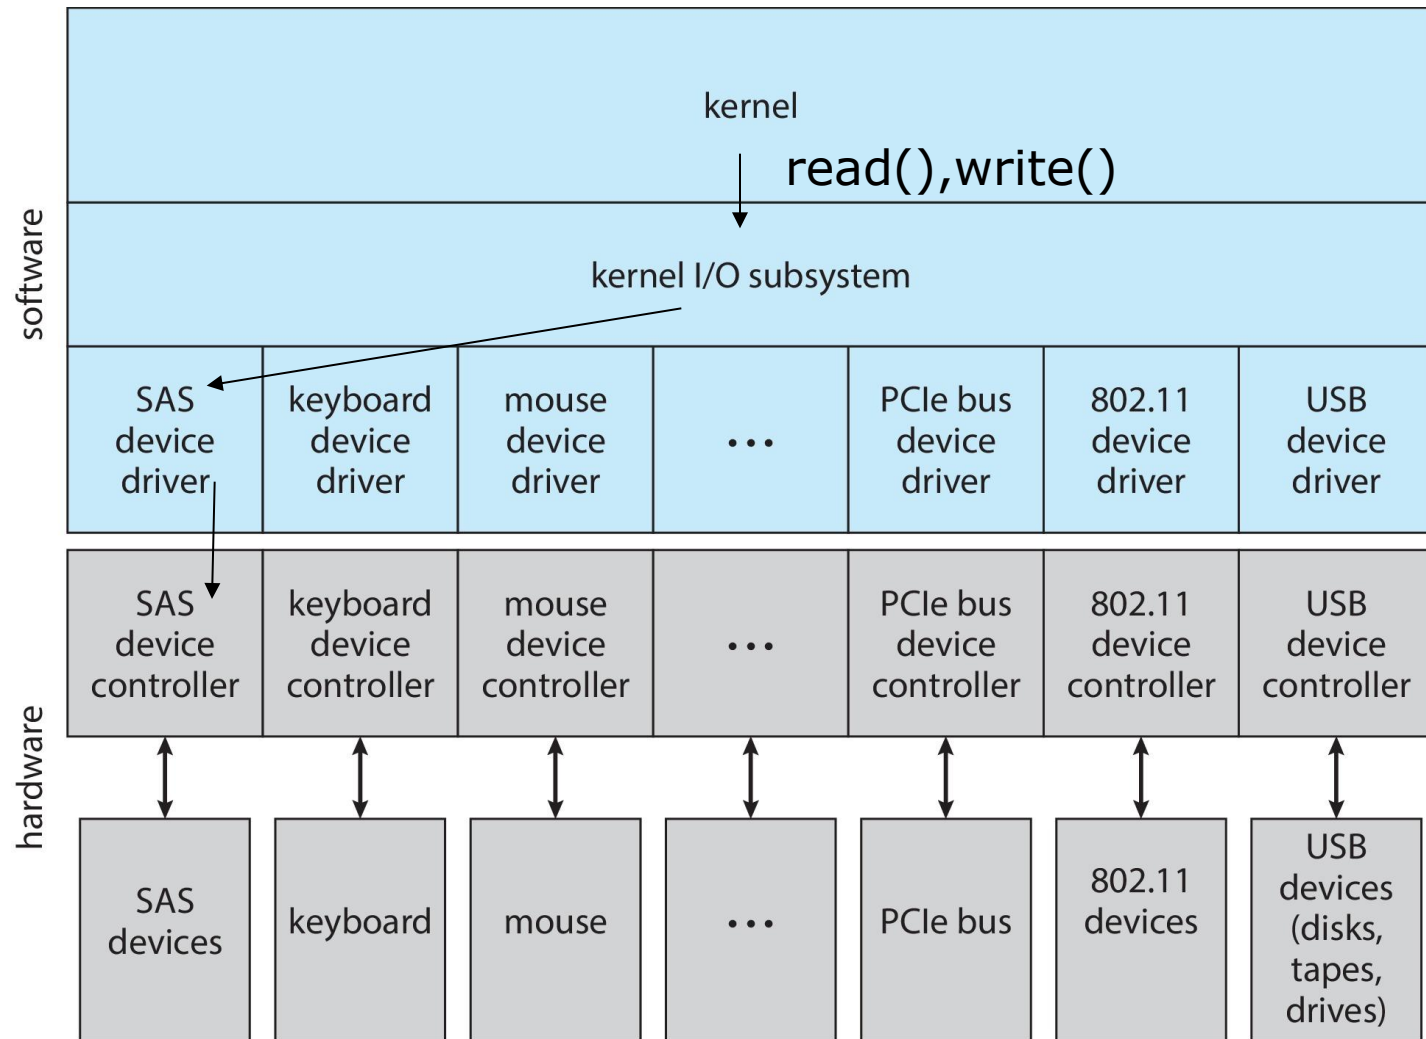 kernel
read(),write()
kernel I/O subsystem
software
SAS
device
driver
keyboard
device
driver
mouse
device
driver
...
PCIe bus
device
driver
802.11
device
driver
USB
device
driver
hardware
SAS
device
controller
keyboard
device
controller
mouse
device
controller
...
PCIe bus
device
controller
802.11
device
controller
USB
device
controller
SAS
devices
keyboard
mouse
...
PCIe bus
802.11
devices
USB
devices
(disks,
tapes,
drives)